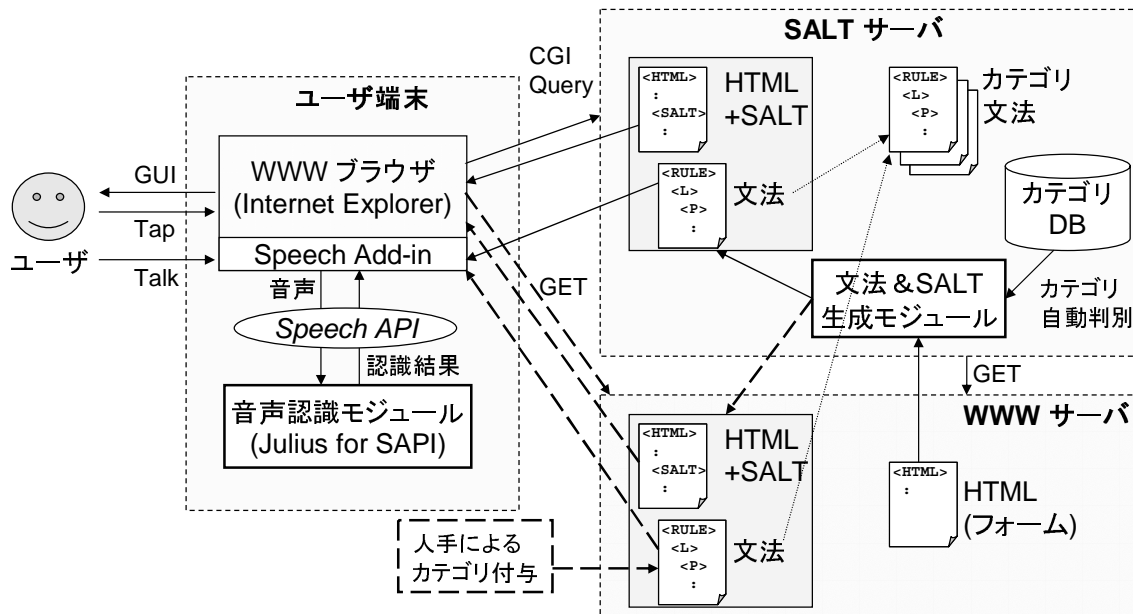 SALT サーバ
CGI
Query
<HTML>
:
<SALT>
:
HTML
+SALT
<RULE>
<L>
<P>
:
カテゴリ
文法
ユーザ端末
WWW ブラウザ
(Internet Explorer)
GUI
Tap
ユーザ
Talk
Speech Add-in
<RULE>
<L>
<P>
:
文法
カテゴリ
DB
音声
Speech API
認識結果
GET
文法 &SALT
生成モジュール
カテゴリ
自動判別
音声認識モジュール
(Julius for SAPI)
GET
WWW サーバ
<HTML>
:
<SALT>
:
HTML
+SALT
<HTML>
:
HTML
(フォーム)
人手による
カテゴリ付与
<RULE>
<L>
<P>
:
文法